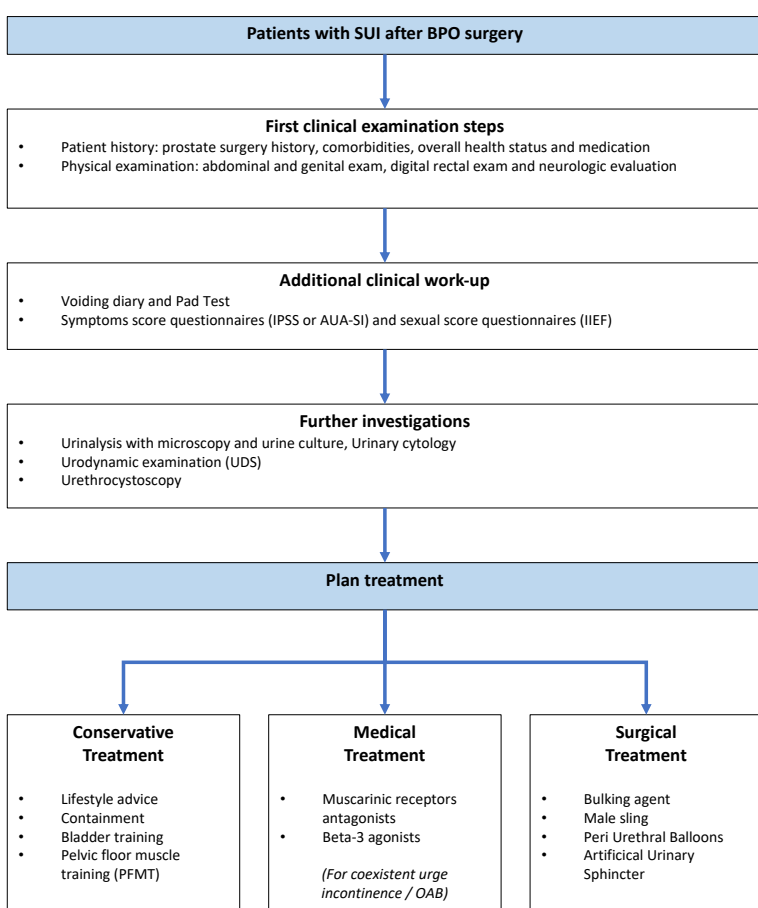 Patients with SUI after BPO surgery
First clinical examination steps
• Patient history: prostate surgery history, comorbidities, overall health status and medication
• Physical examination: abdominal and genital exam, digital rectal exam and neurologic evaluation
Additional clinical work-up
• Voiding diary and Pad Test
• Symptoms score questionnaires (IPSS or AUA-SI) and sexual score questionnaires (IIEF)
Further investigations
• Urinalysis with microscopy and urine culture, Urinary cytology
• Urodynamic examination (UDS)
• Urethrocystoscopy
Plan treatment
Conservative
Treatment
• Lifestyle advice
• Containment
• Bladder training
• Pelvic floor muscle
training (PFMT)
Medical
Treatment
• Muscarinic receptors
antagonists
• Beta-3 agonists
(For coexistent urge
incontinence / OAB)
Surgical
Treatment
• Bulking agent
• Male sling
• Peri Urethral Balloons
• Artificical Urinary
Sphincter